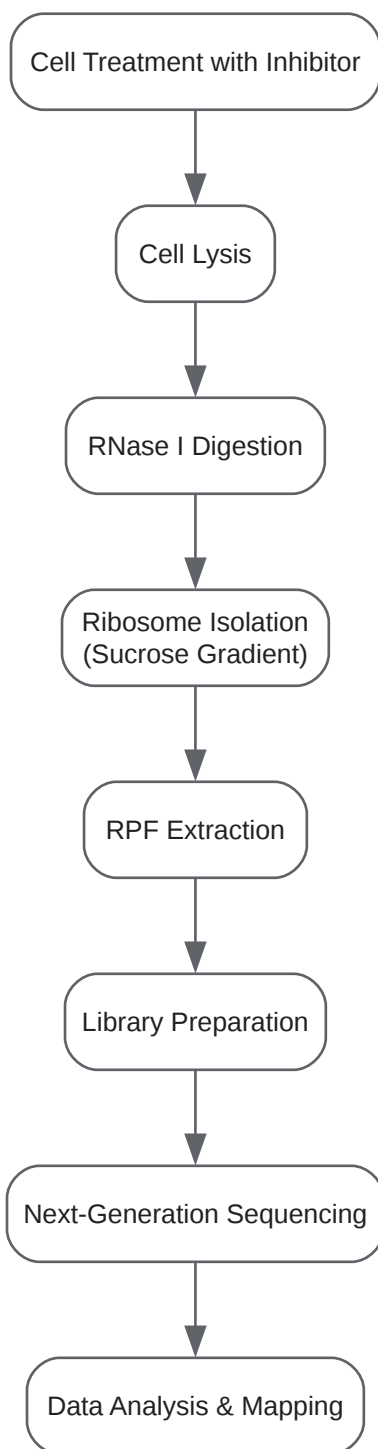 Cell Treatment with Inhibitor
Cell Lysis
RNase I Digestion
Ribosome Isolation
(Sucrose Gradient)
RPF Extraction
Library Preparation
Next-Generation Sequencing
Data Analysis & Mapping